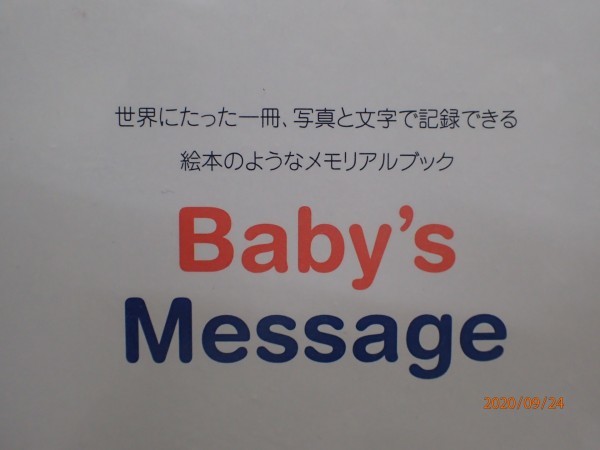 世界にたった一冊、写真と文字で記録できる
絵本のようなメモリアルブック
Baby's
Message
2020/09/24